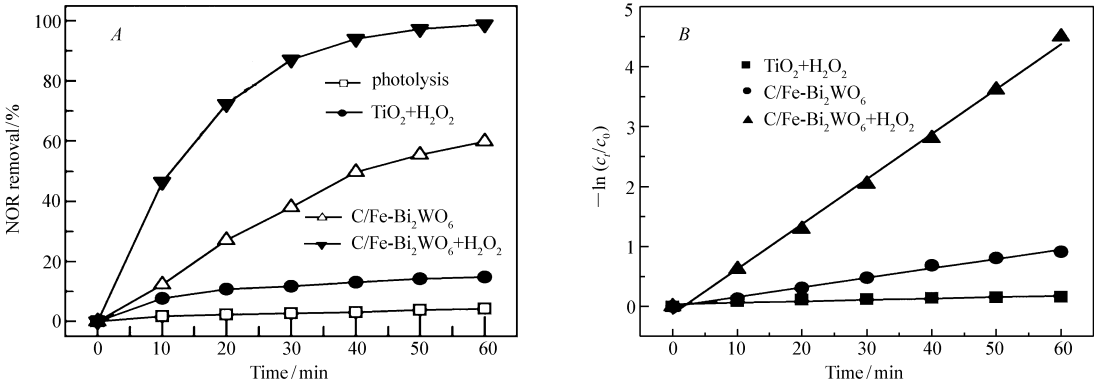 A
NOR removal/%
100
80
60
40
20
0
photolysis
TiO₂+H₂O₂
C/Fe-Bi₂WO₆
C/Fe-Bi₂WO₆+H₂O₂
0 10 20 30 40 50 60
Time/min
B
−ln (cₜ/c₀)
5
4
3
2
1
0
TiO₂+H₂O₂
C/Fe-Bi₂WO₆
C/Fe-Bi₂WO₆+H₂O₂
0 10 20 30 40 50 60
Time/min